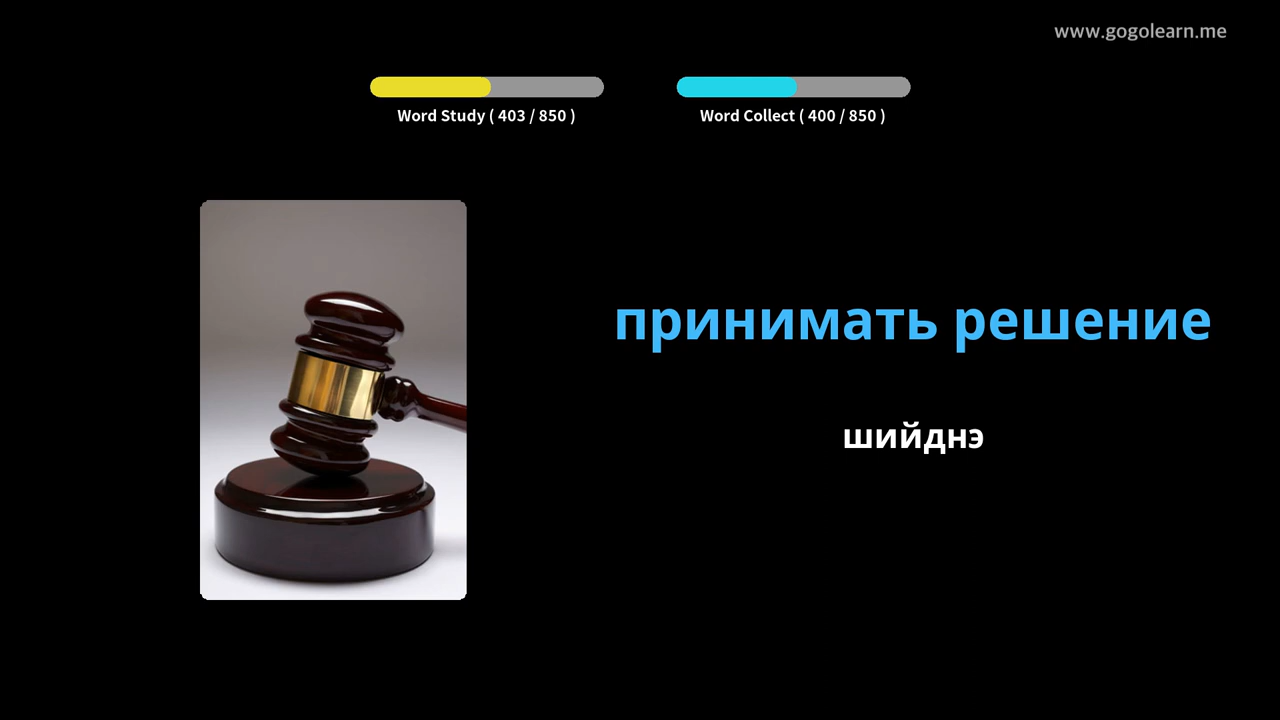 www.gogolearn.me
Word Study ( 403 / 850 )
Word Collect ( 400 / 850 )
принимать решение
шийднэ